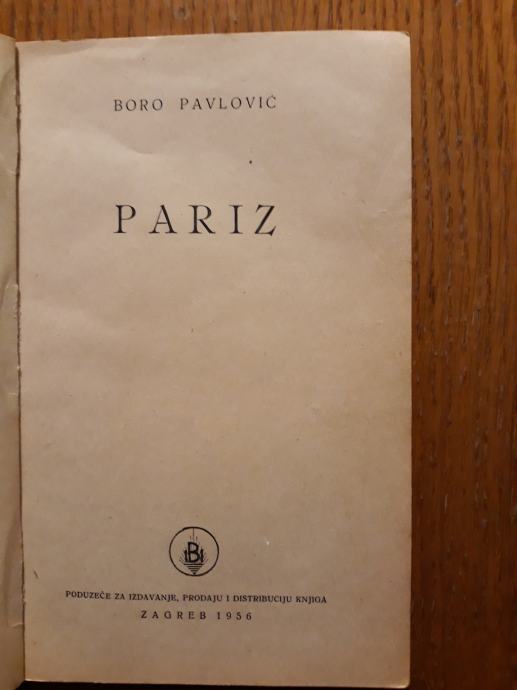 BORO PAVLOVIĆ
PARIZ
B
PODUZEĆE ZA IZDAVANJE, PRODAJU I DISTRIBUCIJU KNJIGA
ZAGREB 1956